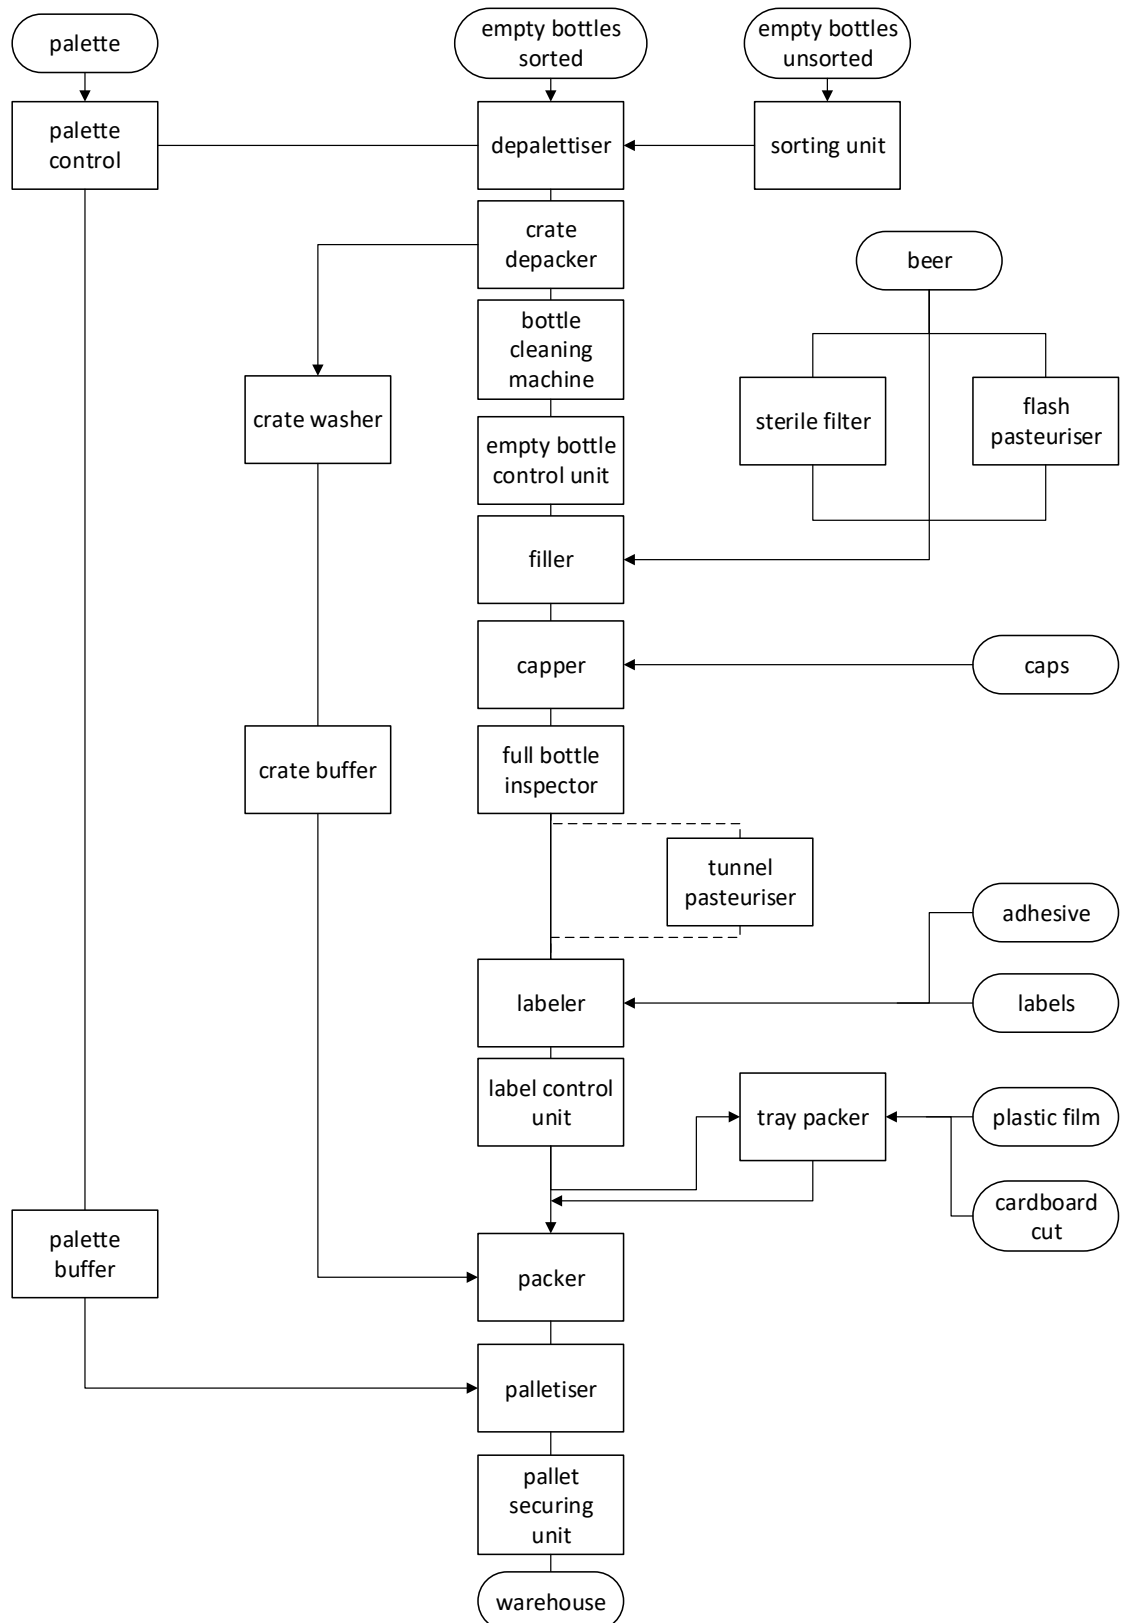 palette
empty bottles
sorted
empty bottles
unsorted
palette
control
depalettiser
sorting unit
crate
depacker
beer
bottle
cleaning
machine
crate washer
sterile filter
flash
pasteuriser
empty bottle
control unit
filler
capper
caps
crate buffer
full bottle
inspector
tunnel
pasteuriser
adhesive
labeler
labels
label control
unit
tray packer
plastic film
cardboard
cut
palette
buffer
packer
palletiser
pallet
securing
unit
warehouse